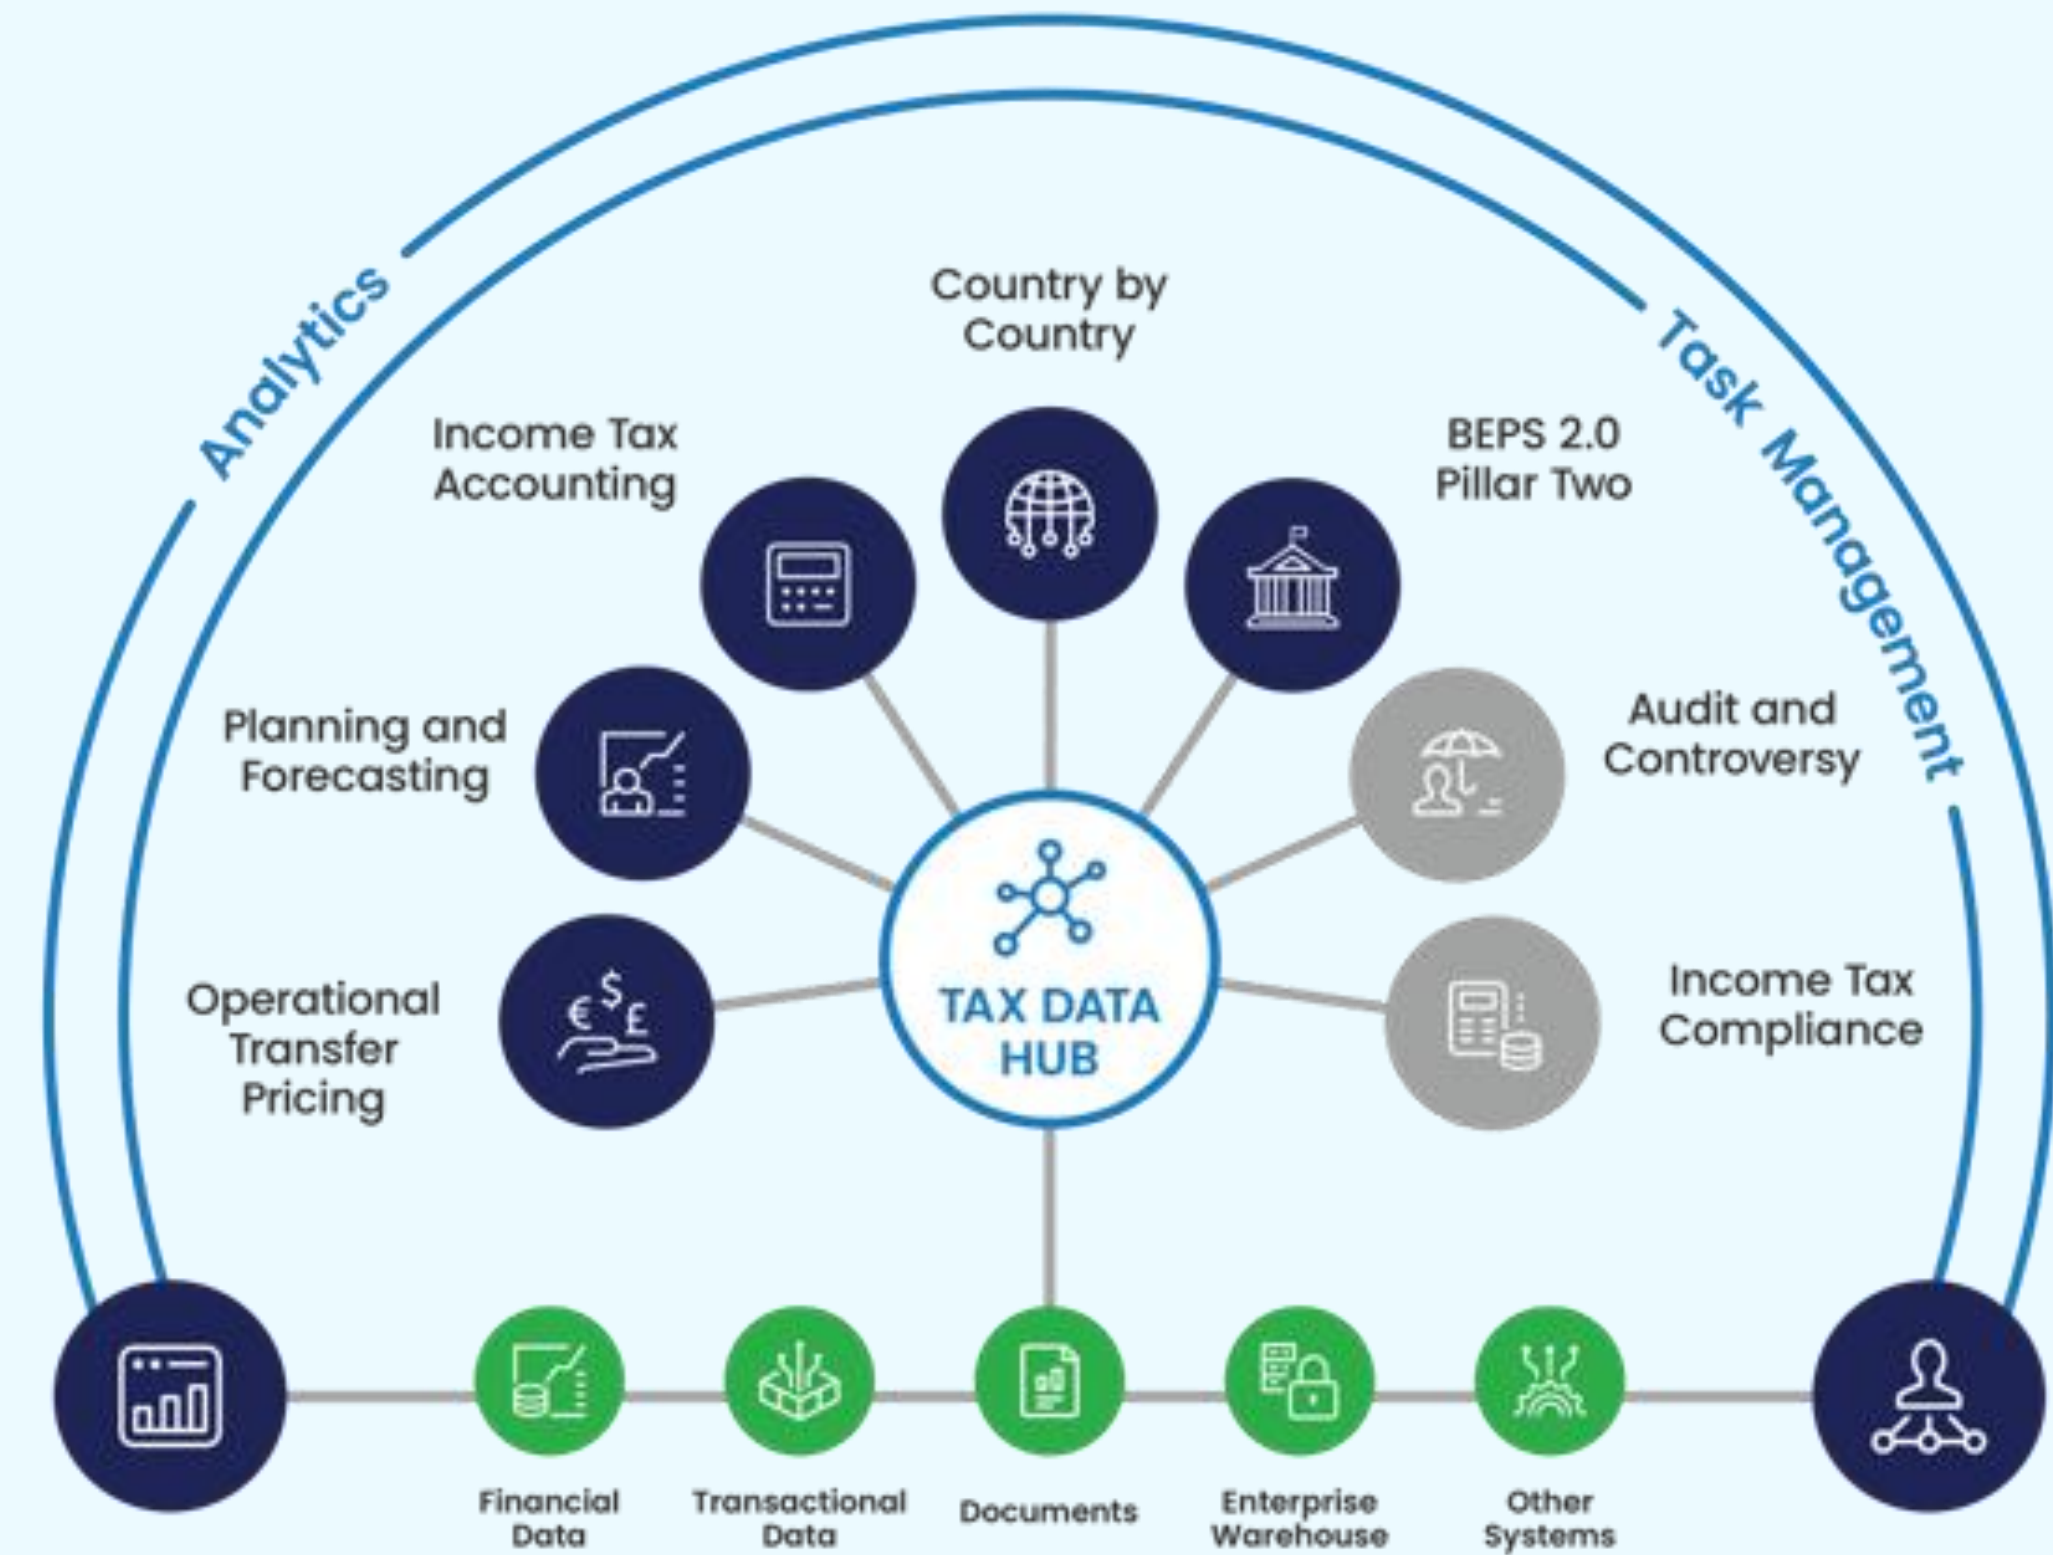 Analytics
Task Management
Country by
Country
Income Tax
Accounting
BEPS 2.0
Pillar Two
Planning and
Forecasting
Audit and
Controversy
Operational
Transfer
Pricing
Income Tax
Compliance
€ $ £
TAX DATA
HUB
Financial
Data
Transactional
Data
Documents
Enterprise
Warehouse
Other
Systems